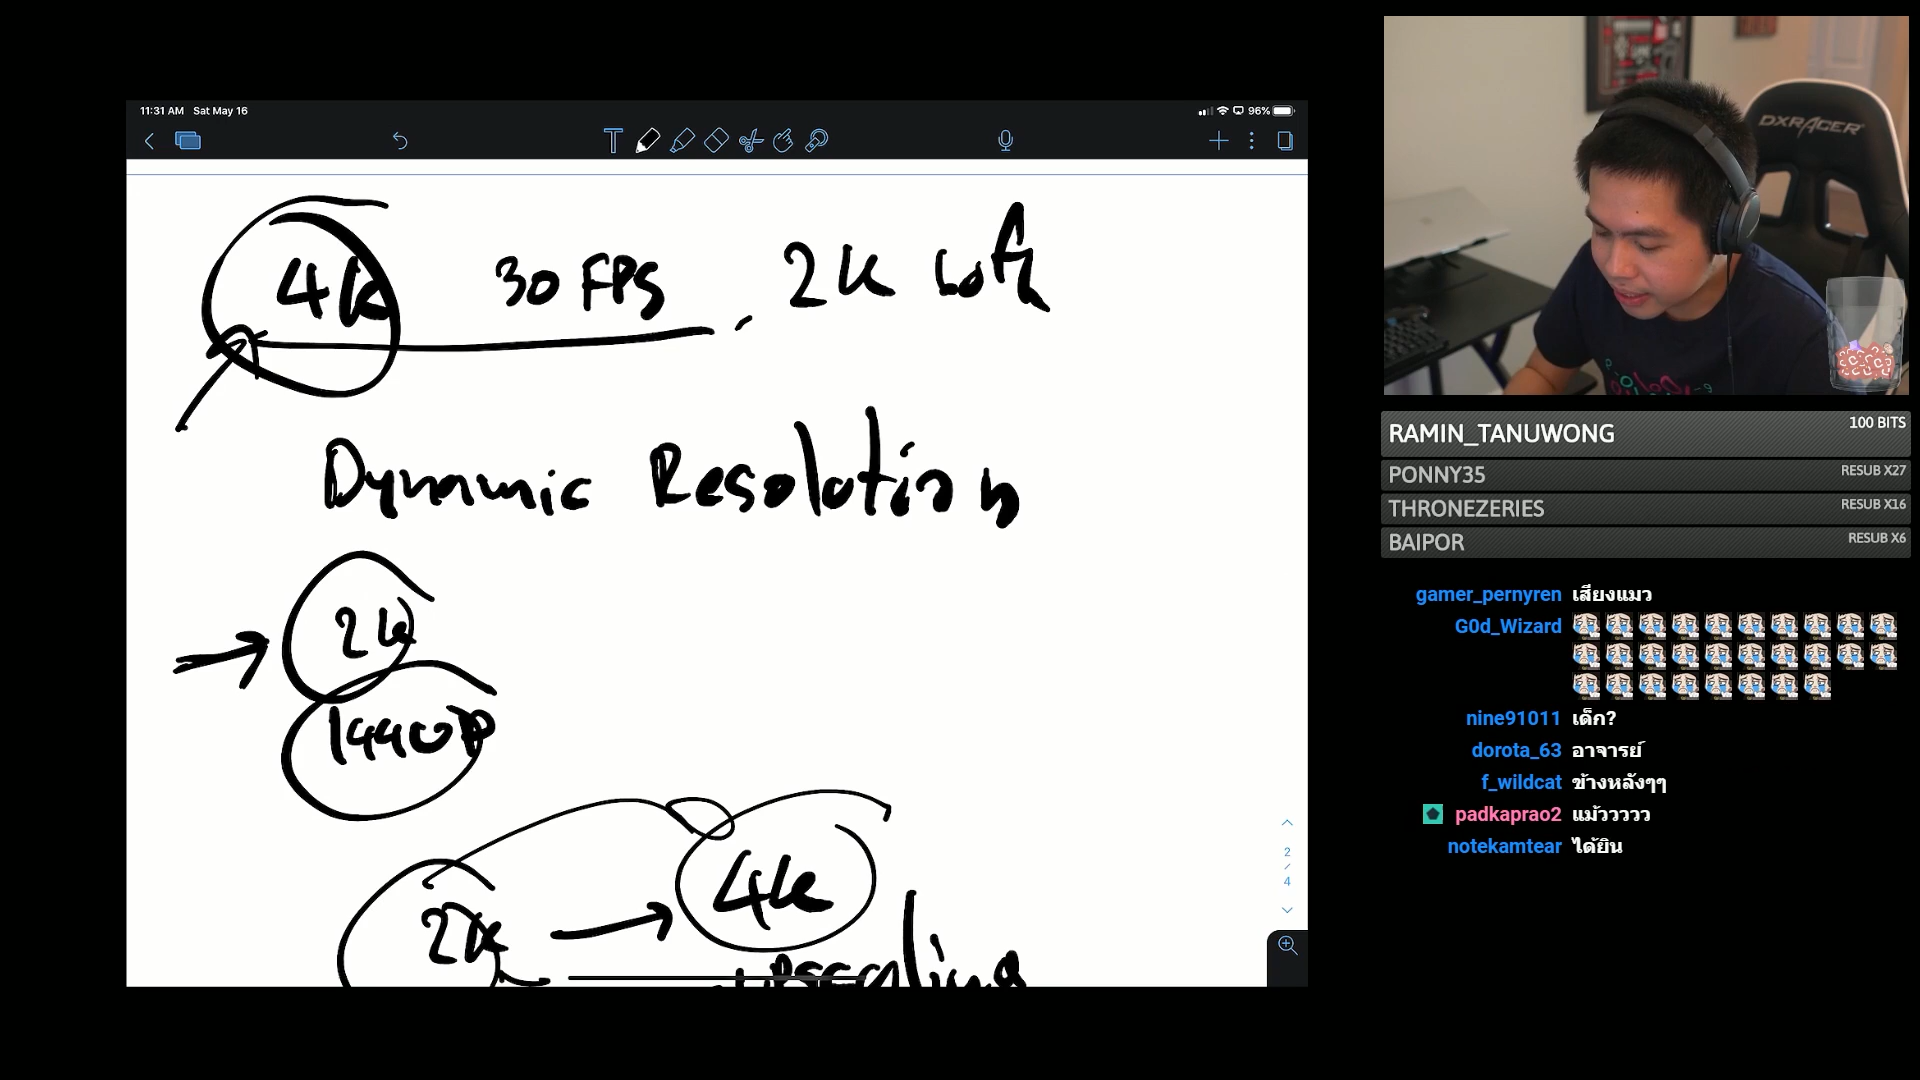 11:31 AM Sat May 16
96%
4k 30 FPS, 2k
Dynamic Resolution
2k
1440P
4k
2k
upscaling
2
/
4
DXRACER
RAMIN_TANUWONG 100 BITS
PONNY35 RESUB X27
THRONEZERIES RESUB X16
BAIPOR RESUB X6
gamer_pernyren เสียงแมว
G0d_Wizard
nine91011 เด็ก?
dorota_63 อาจารย์
f_wildcat ข้างหลังๆๆ
padkaprao2 แม้ววววว
notekamtear ได้ยิน